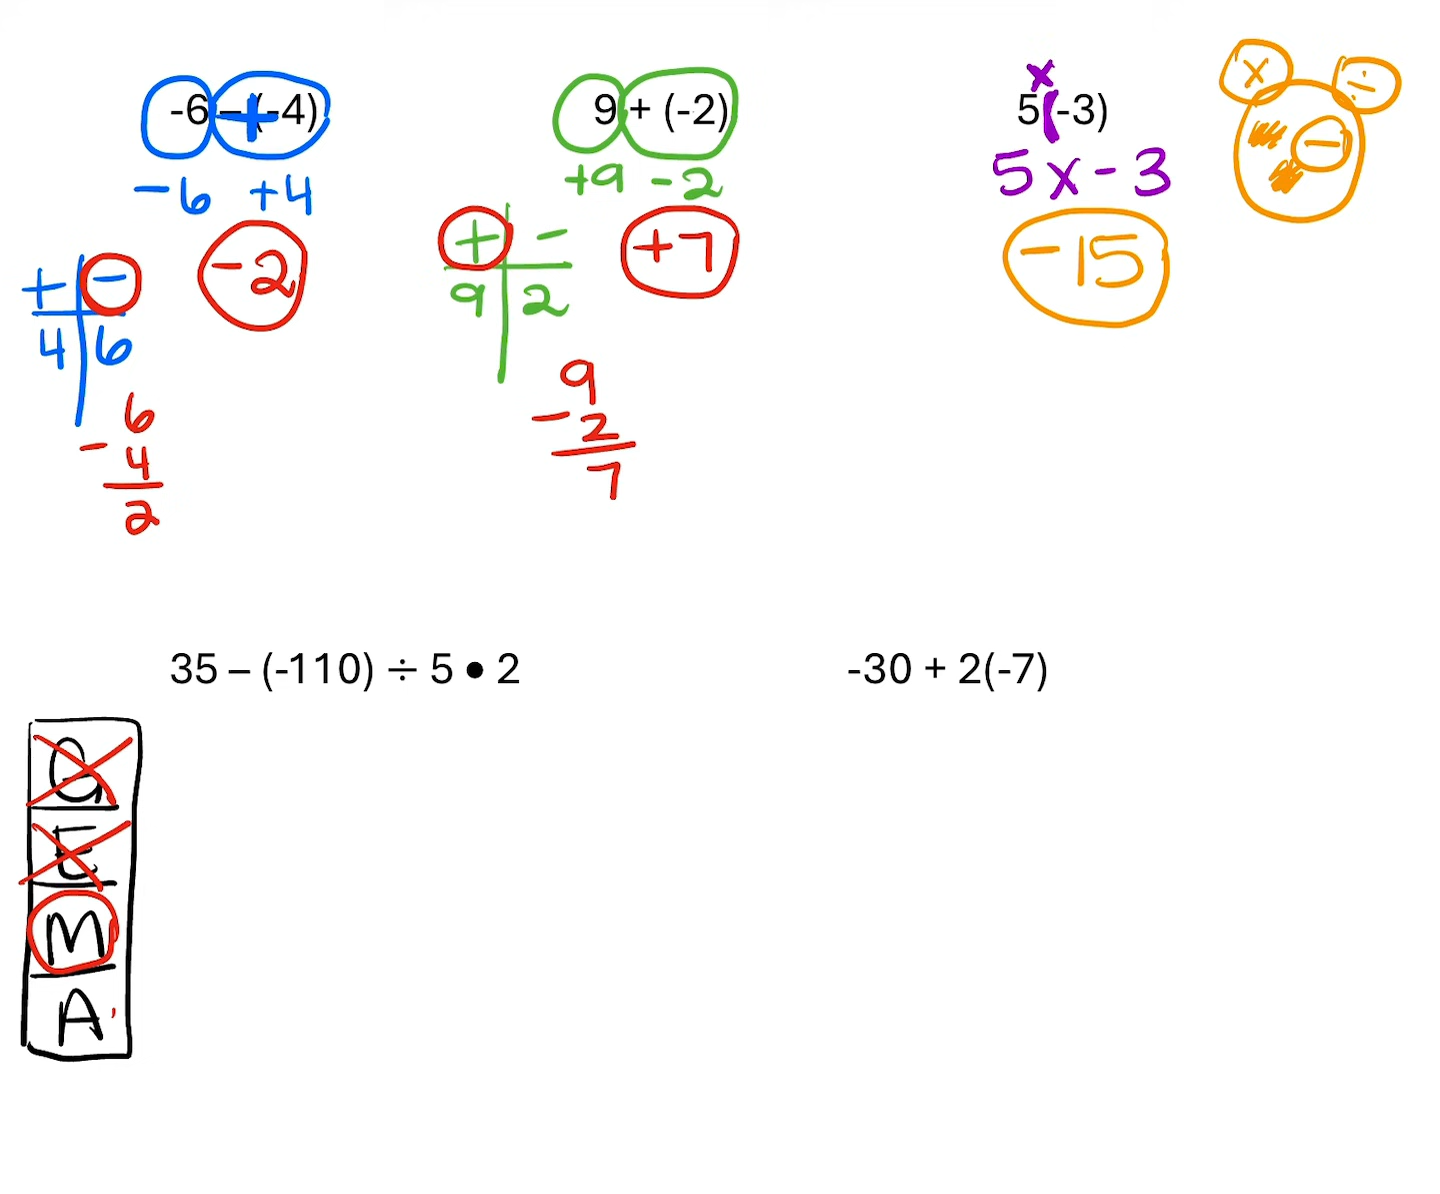 -6 – (-4)
-6 +4
-2
+ -
4 6
6
- 4
2
9 + (-2)
+9 -2
+7
+ -
9 2
9
- 2
7
x
5(-3)
5 x - 3
-15
x ÷
-
35 – (-110) ÷ 5 • 2
-30 + 2(-7)
G
E
M
A